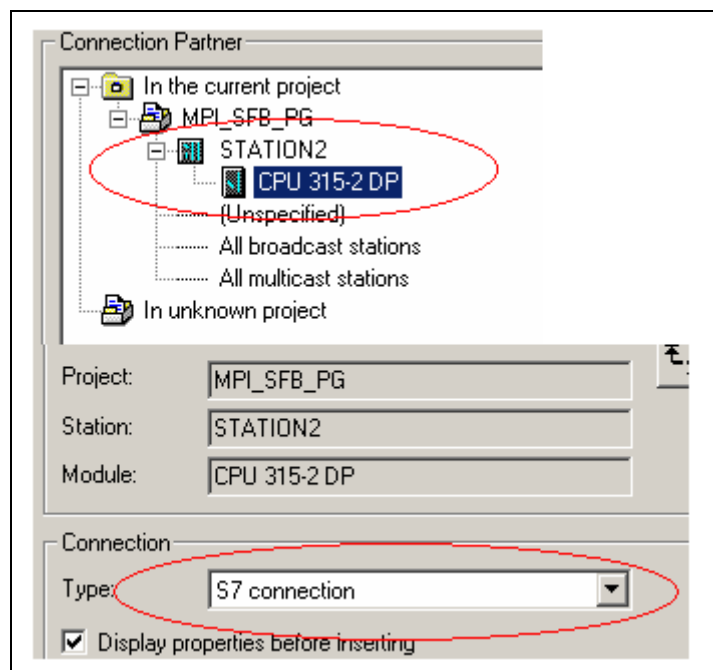 Connection Partner
In the current project
MPI_SFB_PG
STATION2
CPU 315-2 DP
(Unspecified)
All broadcast stations
All multicast stations
In unknown project
Project: MPI_SFB_PG
Station: STATION2
Module: CPU 315-2 DP
Connection
Type: S7 connection
Display properties before inserting